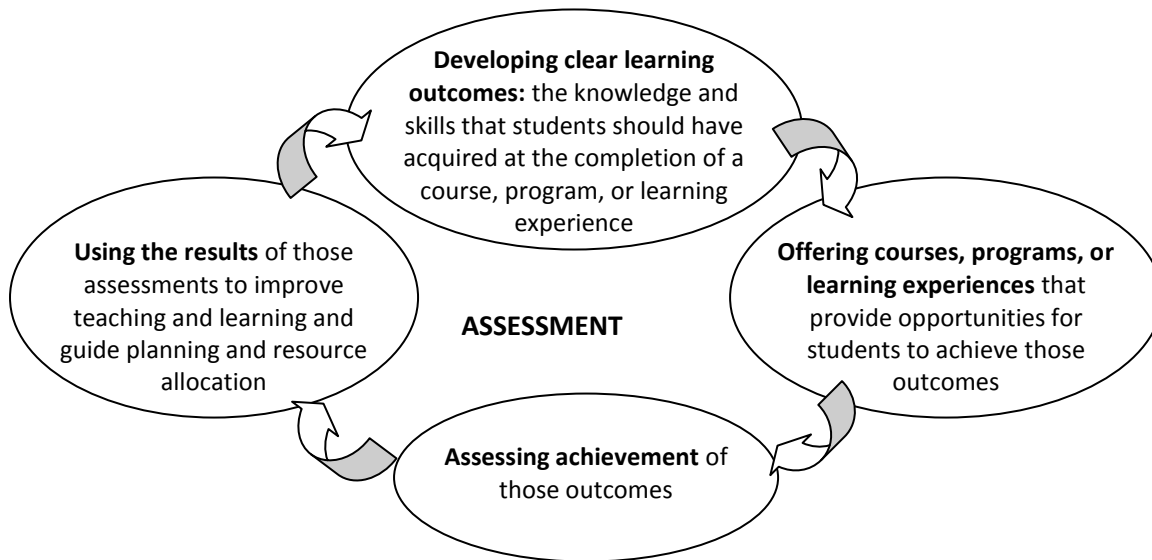 Developing clear learning
outcomes: the knowledge and
skills that students should have
acquired at the completion of a
course, program, or learning
experience
Using the results of those
assessments to improve
teaching and learning and
guide planning and resource
allocation
ASSESSMENT
Offering courses, programs, or
learning experiences that
provide opportunities for
students to achieve those
outcomes
Assessing achievement of
those outcomes